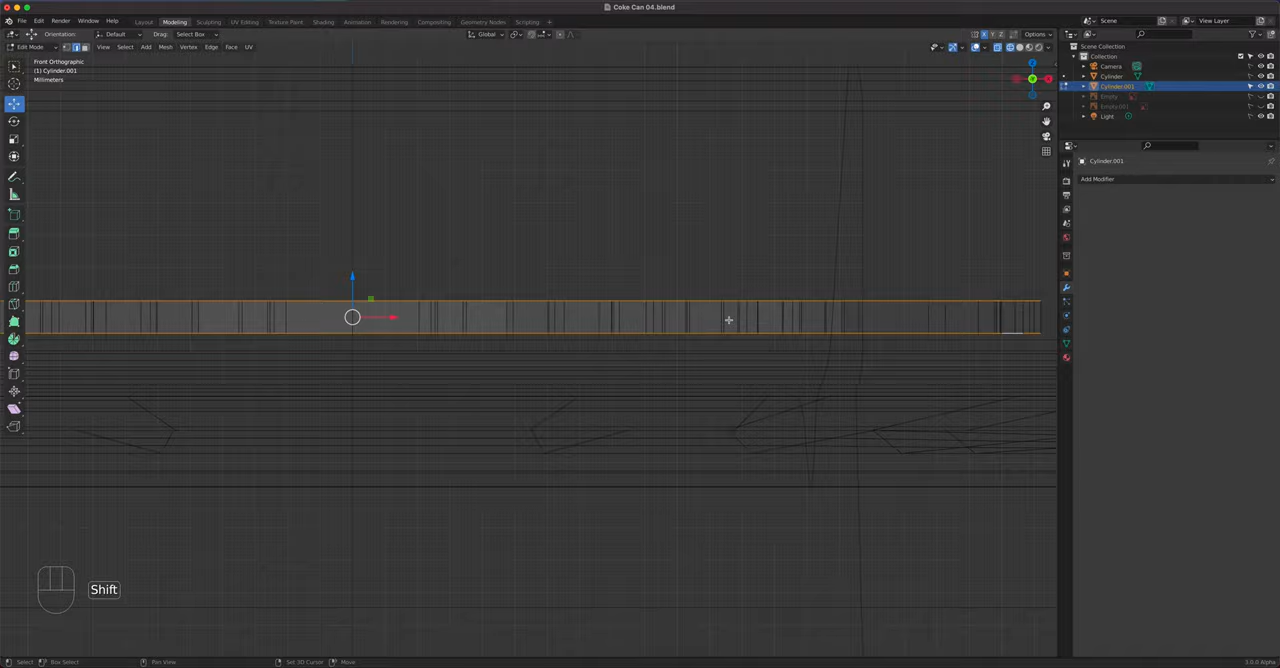 Coke Can 04.blend
File Edit Render Window Help Layout Modeling Sculpting UV Editing Texture Paint Shading Animation Rendering Compositing Geometry Nodes Scripting + Scene View Layer
Orientation: Default Drag: Select Box Global Options
Edit Mode View Select Add Mesh Vertex Edge Face UV
Scene Collection
Collection
Camera
Cylinder
Cylinder.001
Empty
Empty.001
Light
Front Orthographic
(1) Cylinder.001
Millimeters
Cylinder.001
Add Modifier
Shift
Select Box Select Pan View Set 3D Cursor Move 3.0.0 Alpha